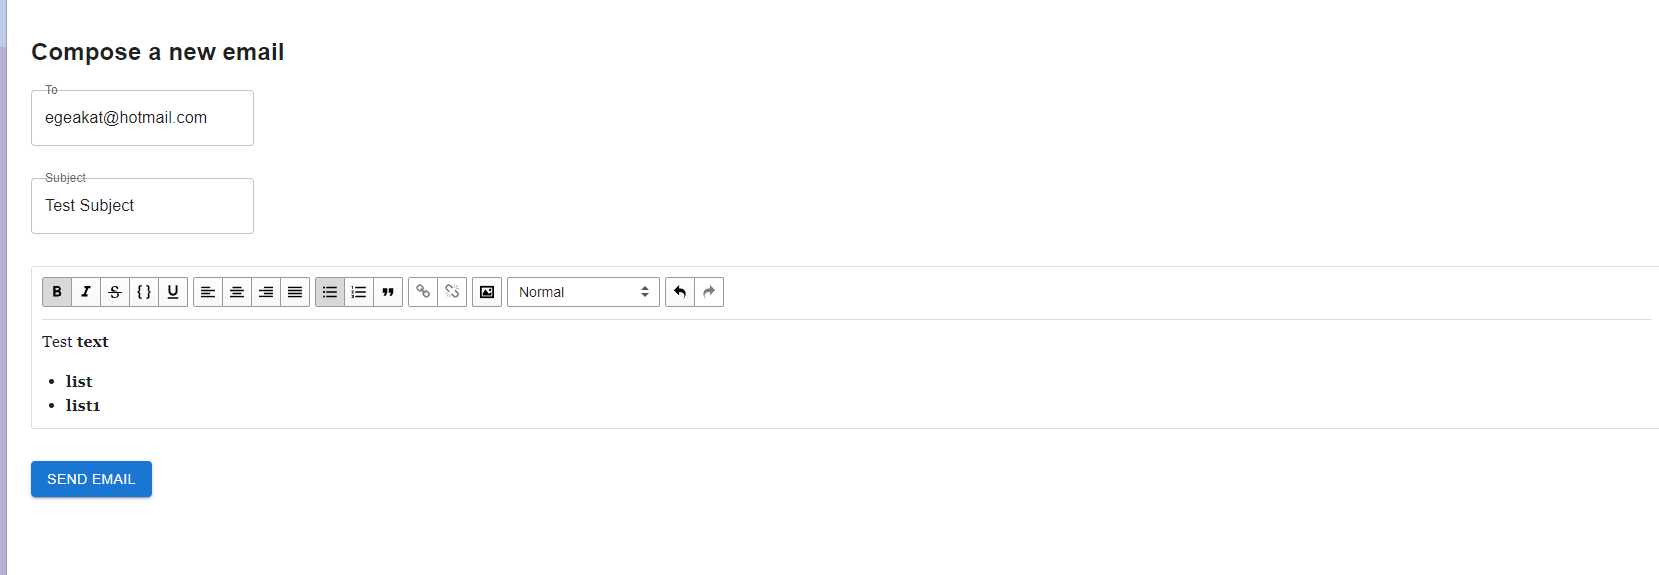 Compose a new email
To
egeakat@hotmail.com
Subject
Test Subject
B I S {} U Normal
Test text
• list
• list1
SEND EMAIL